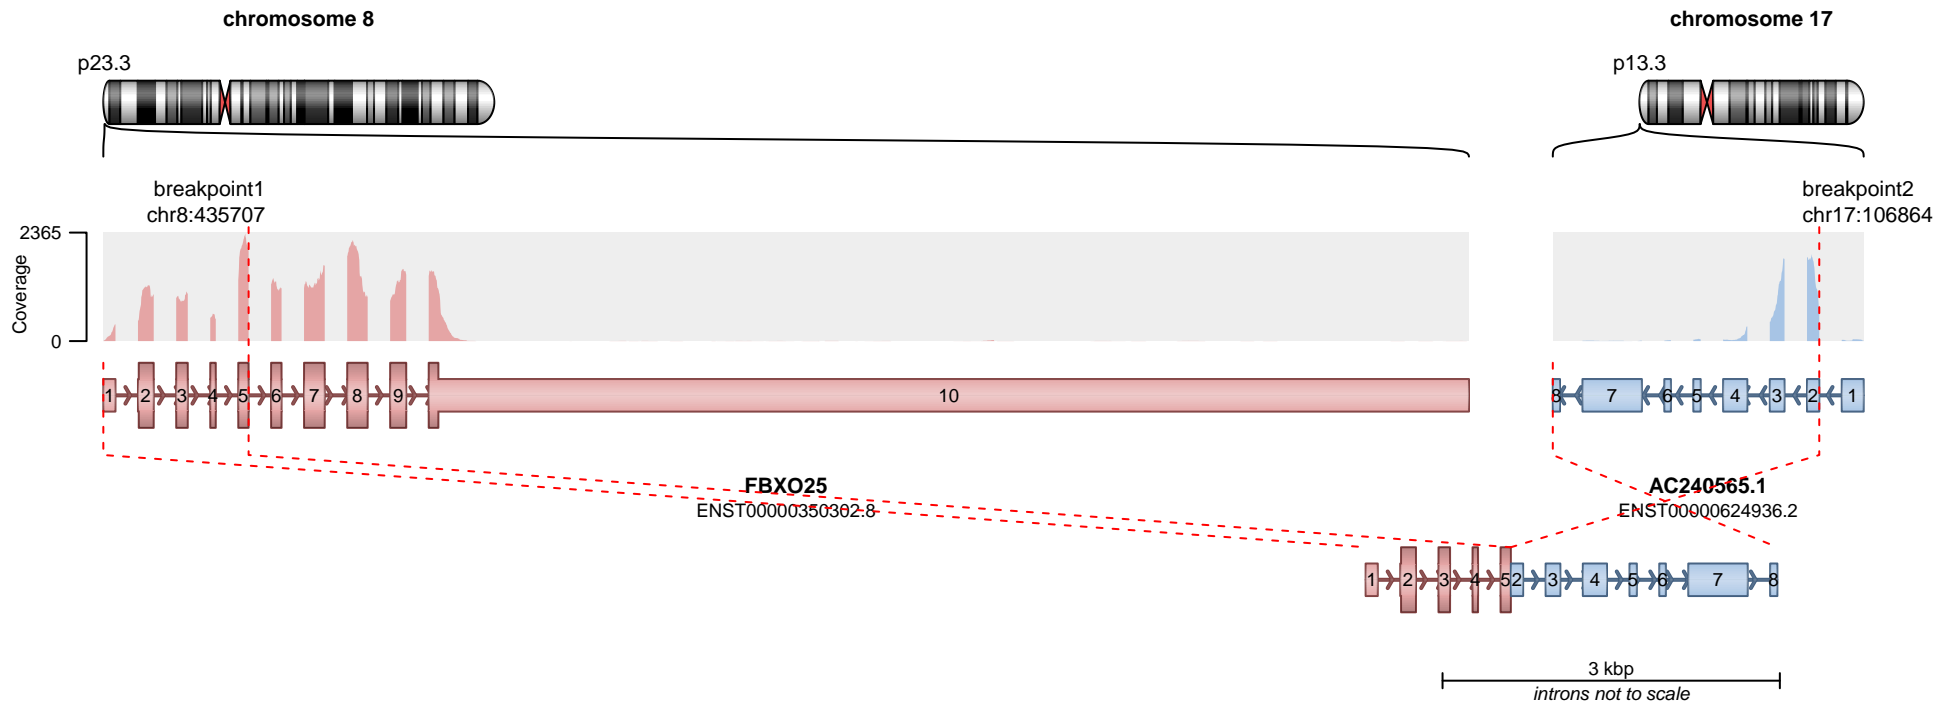 chromosome 8
chromosome 17
p23.3
p13.3
breakpoint1
chr8:435707
breakpoint2
chr17:106864
2365
Coverage
0
1 2 3 4 5 6 7 8 9 10
8 7 6 5 4 3 2 1
FBXO25
ENST00000350302.8
AC240565.1
ENST00000624936.2
1 2 3 4 5 2 3 4 5 6 7 8
3 kbp
introns not to scale